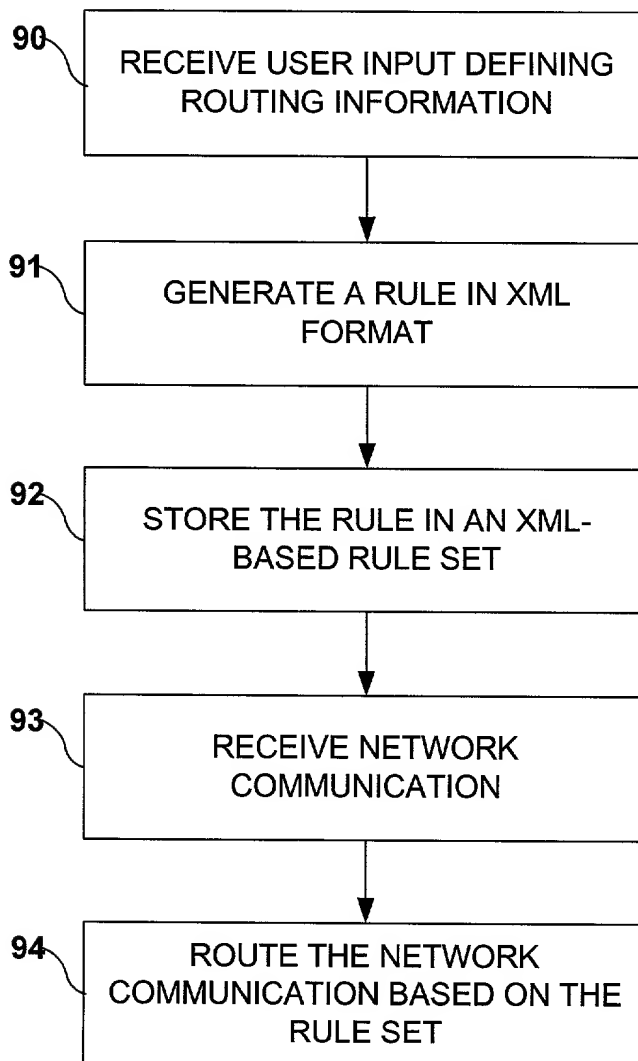 90
RECEIVE USER INPUT DEFINING
ROUTING INFORMATION
91
GENERATE A RULE IN XML
FORMAT
92
STORE THE RULE IN AN XML-
BASED RULE SET
93
RECEIVE NETWORK
COMMUNICATION
94
ROUTE THE NETWORK
COMMUNICATION BASED ON THE
RULE SET